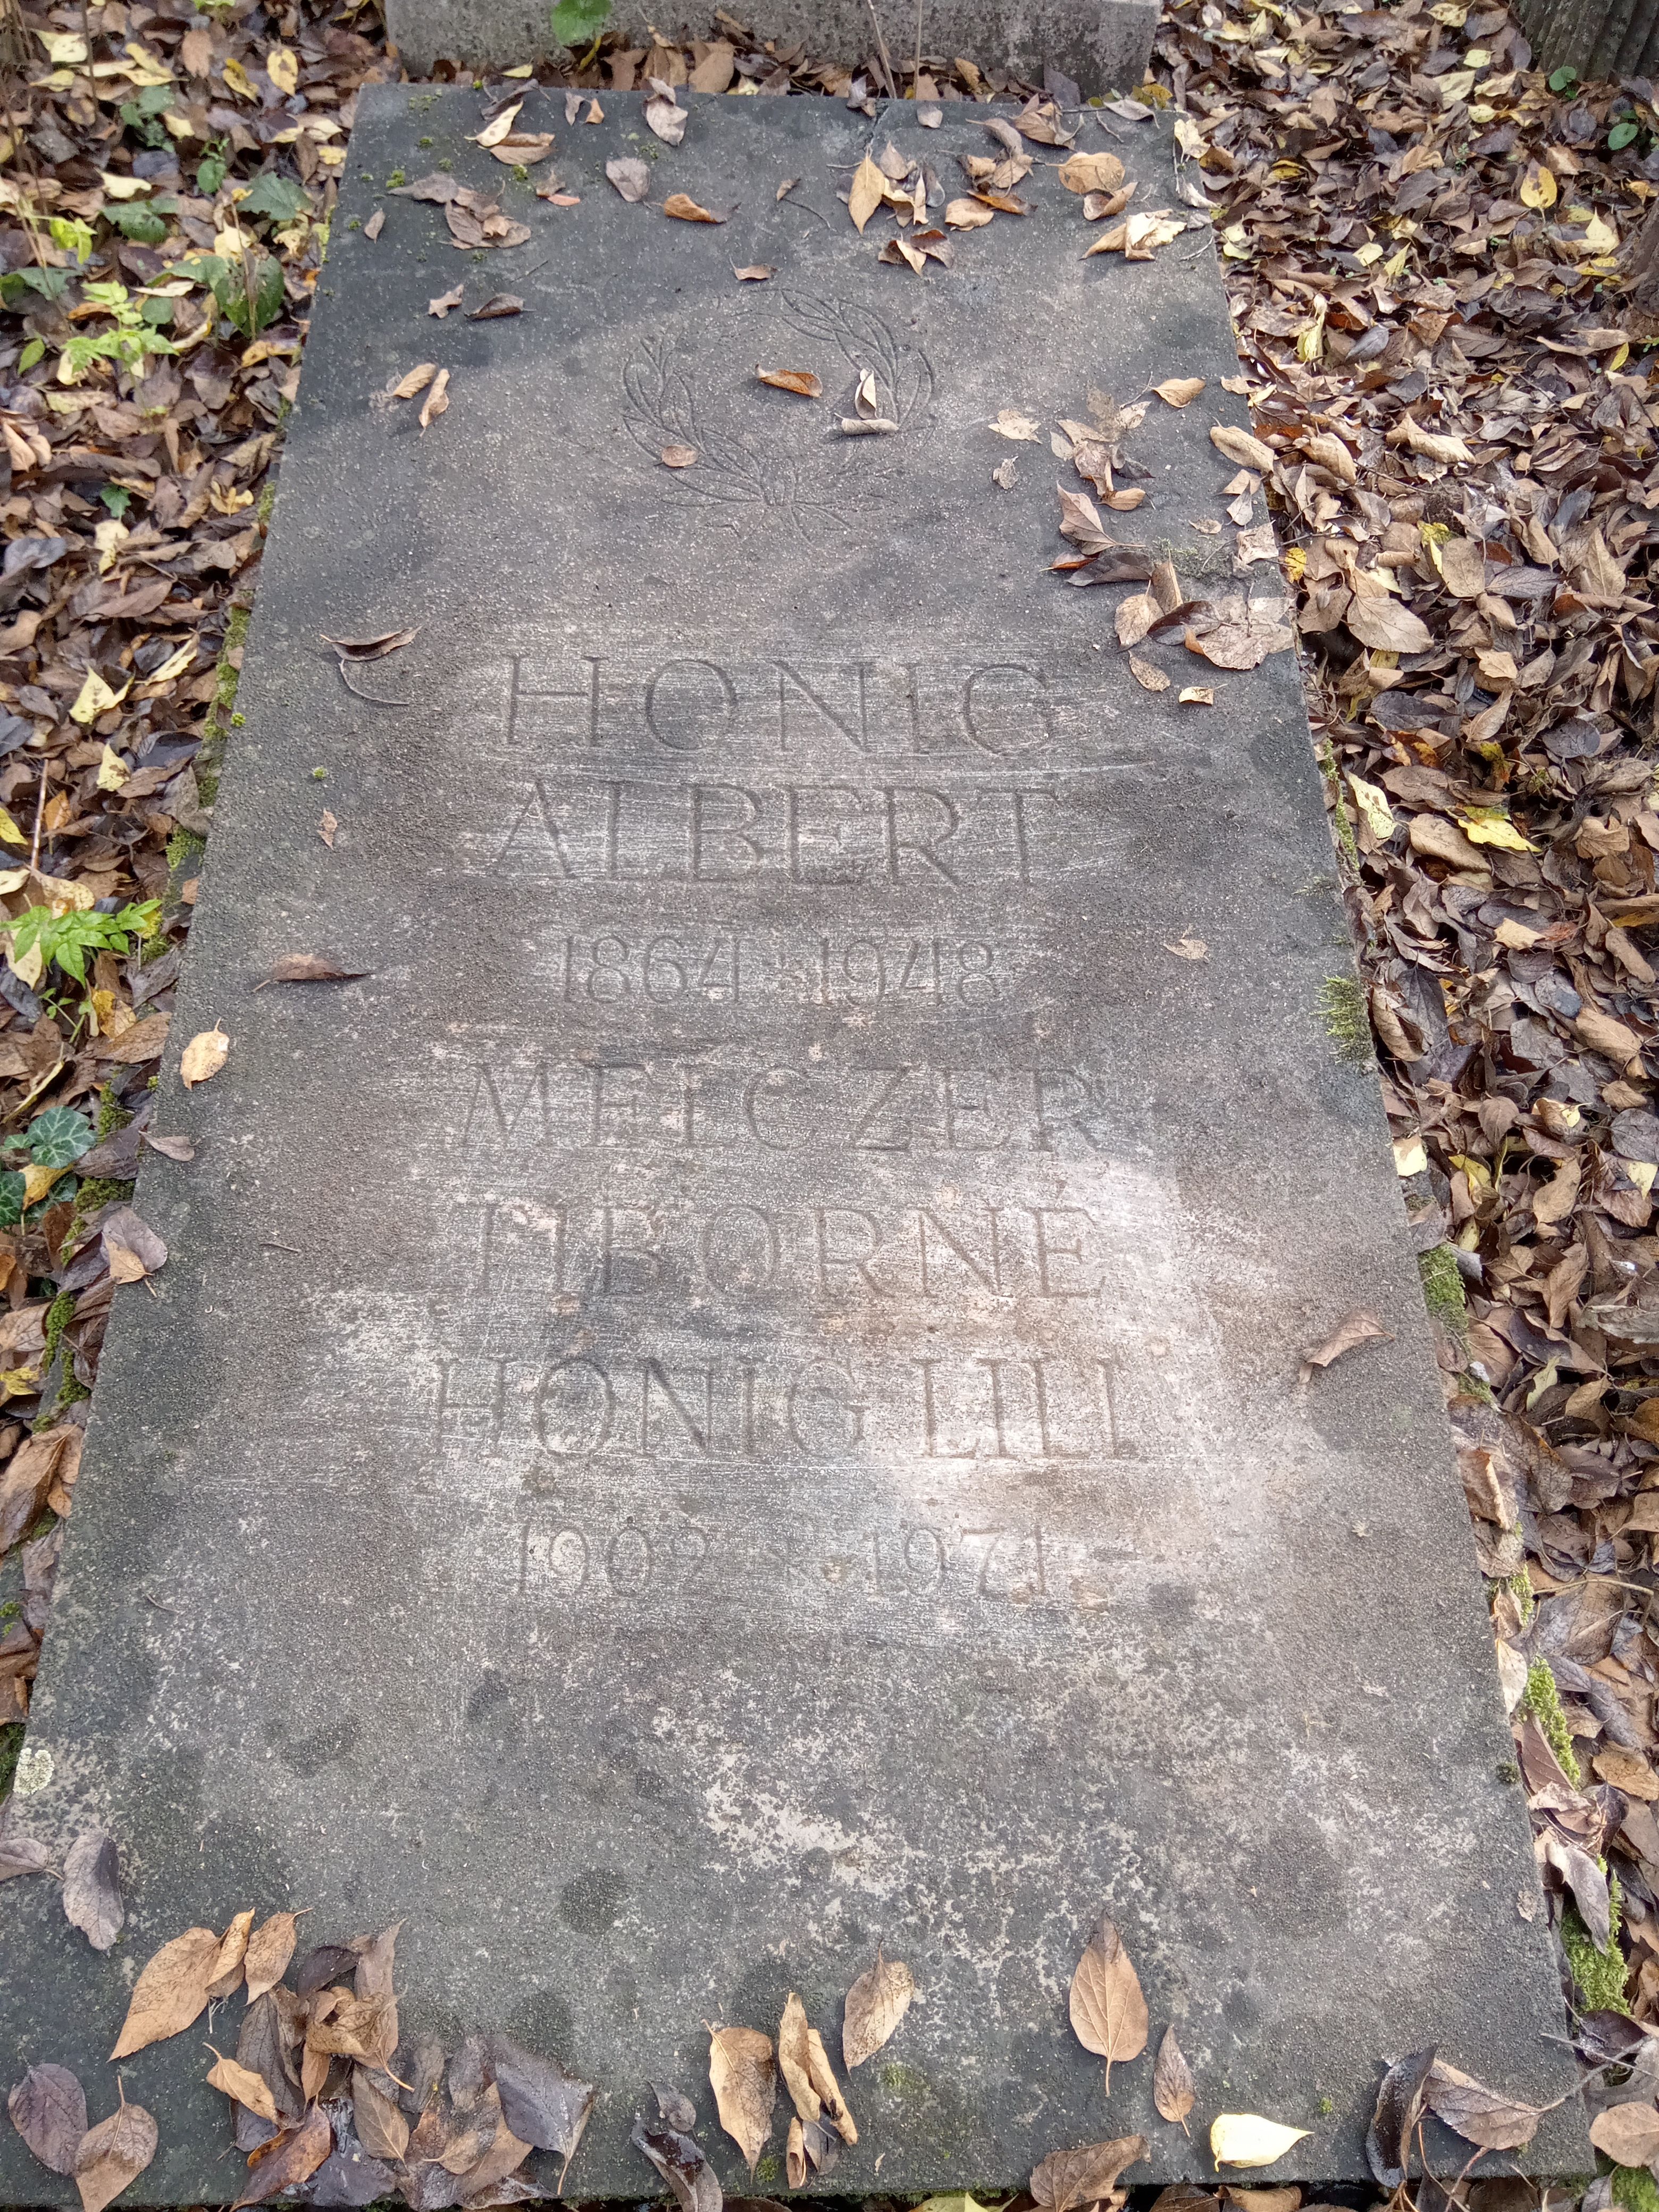 HONIG
ALBERT
1864 - 1948
MELCZER
TIBORNÉ
HONIG LILI
1902 - 1971